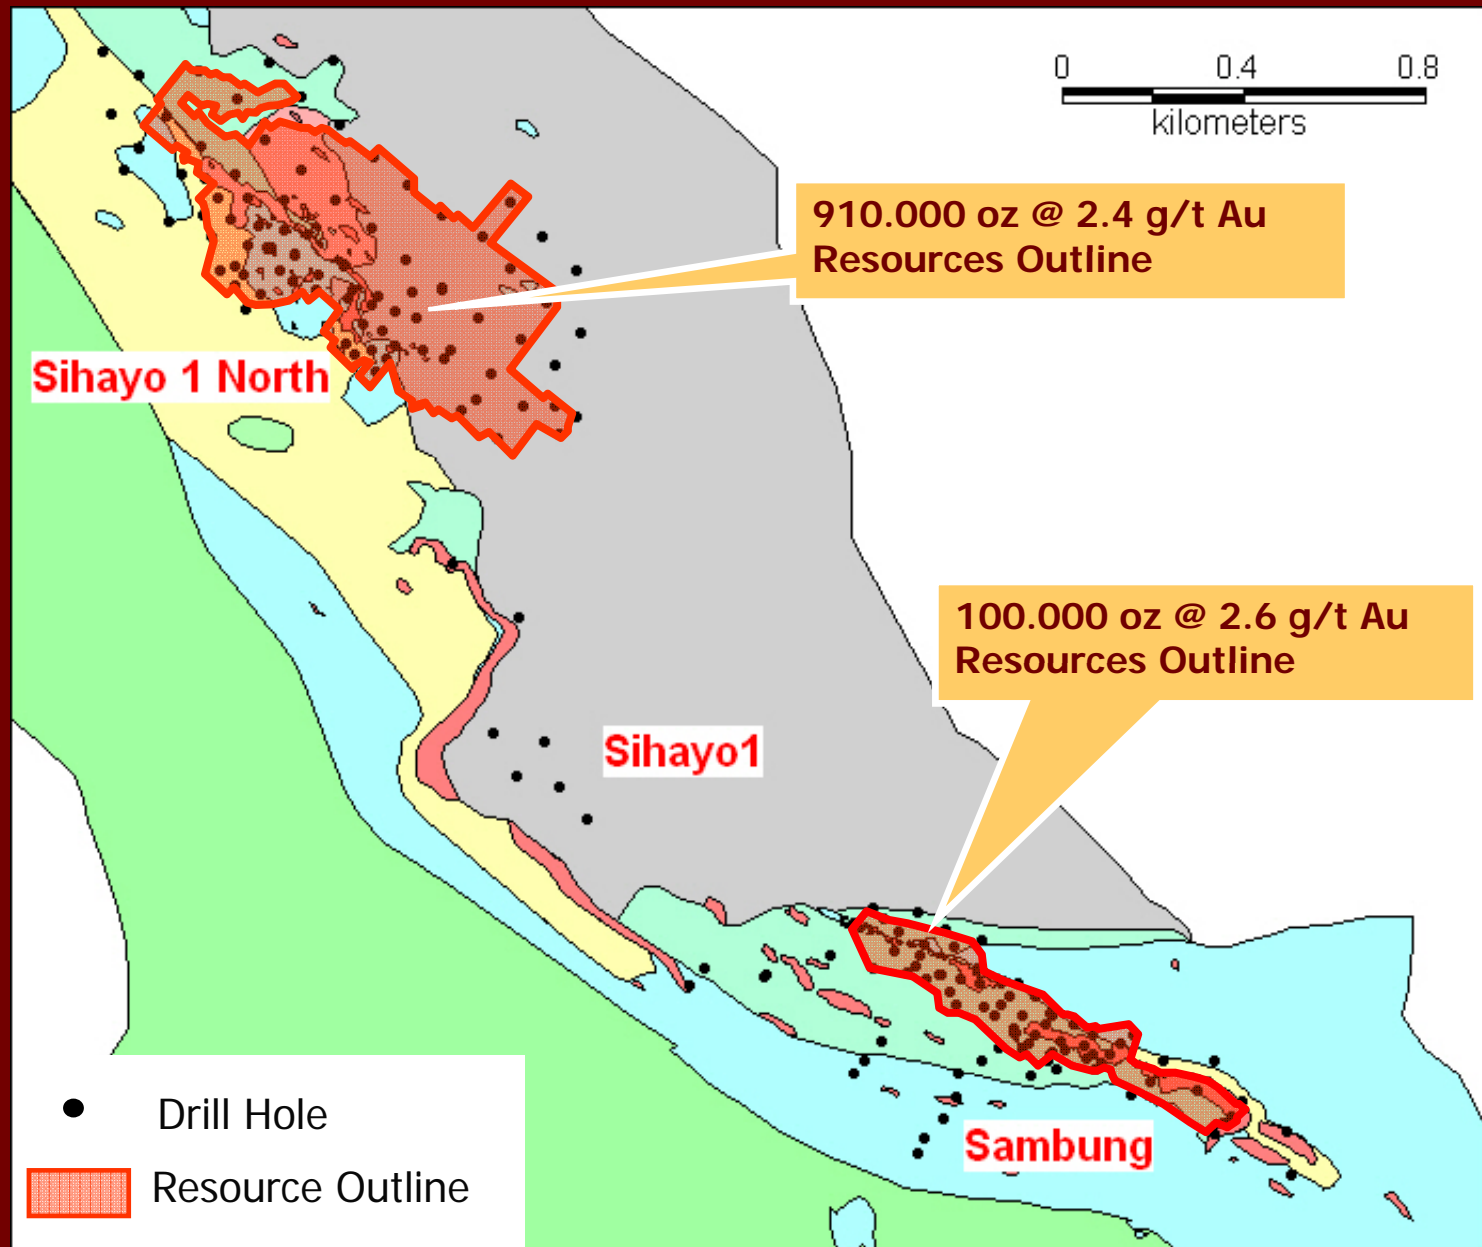 0 0.4 0.8
kilometers
910.000 oz @ 2.4 g/t Au
Resources Outline
Sihayo 1 North
100.000 oz @ 2.6 g/t Au
Resources Outline
Sihayo1
Sambung
Drill Hole
Resource Outline